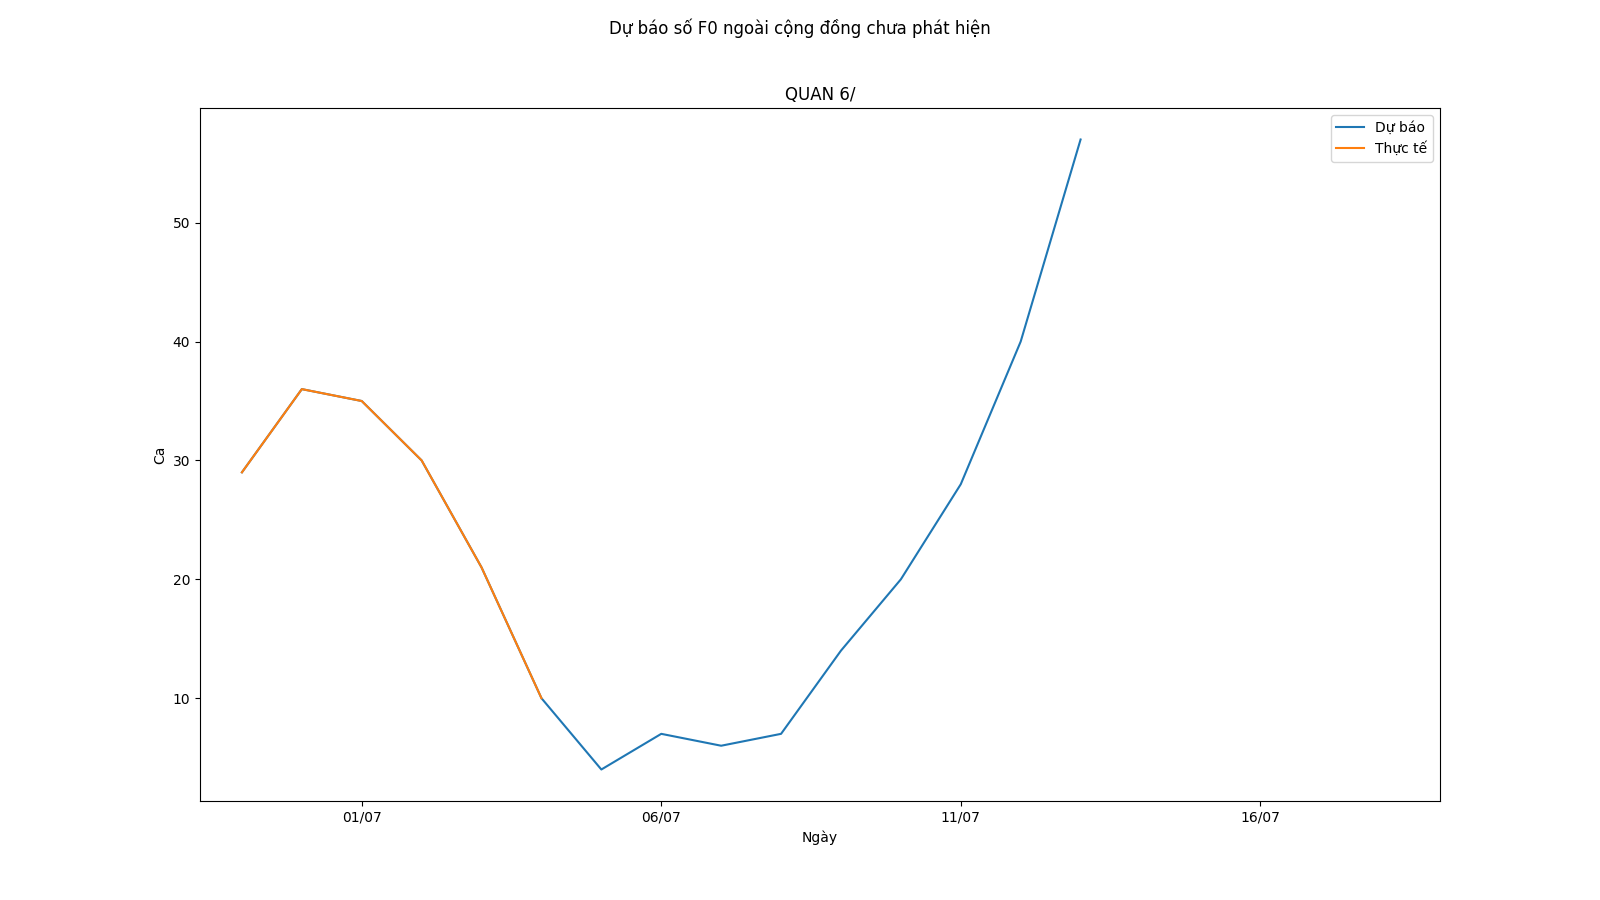 Dự báo số F0 ngoài cộng đồng chưa phát hiện
QUAN 6/
Dự báo
Thực tế
50
40
30
20
10
Ca
01/07 06/07 11/07 16/07
Ngày